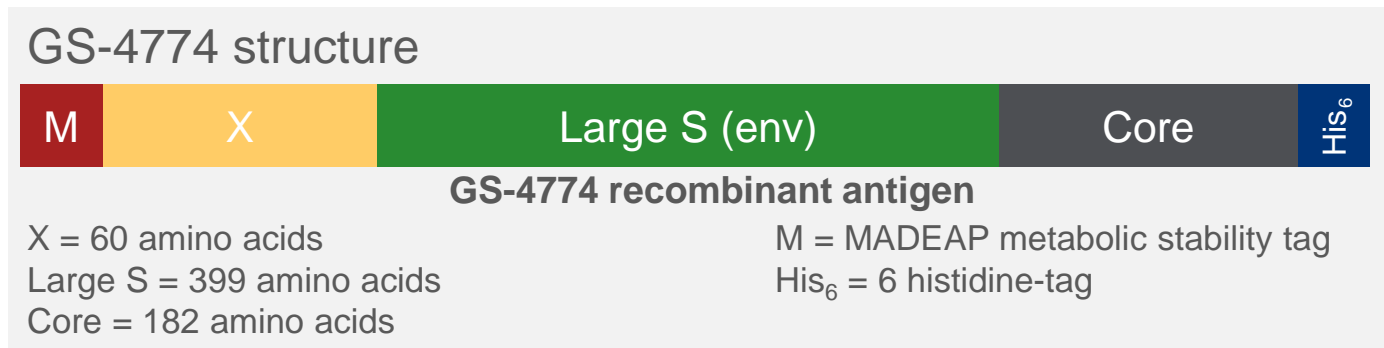 GS-4774 structure
M X Large S (env) Core His₆
GS-4774 recombinant antigen
X = 60 amino acids
Large S = 399 amino acids
Core = 182 amino acids
M = MADEAP metabolic stability tag
His₆ = 6 histidine-tag